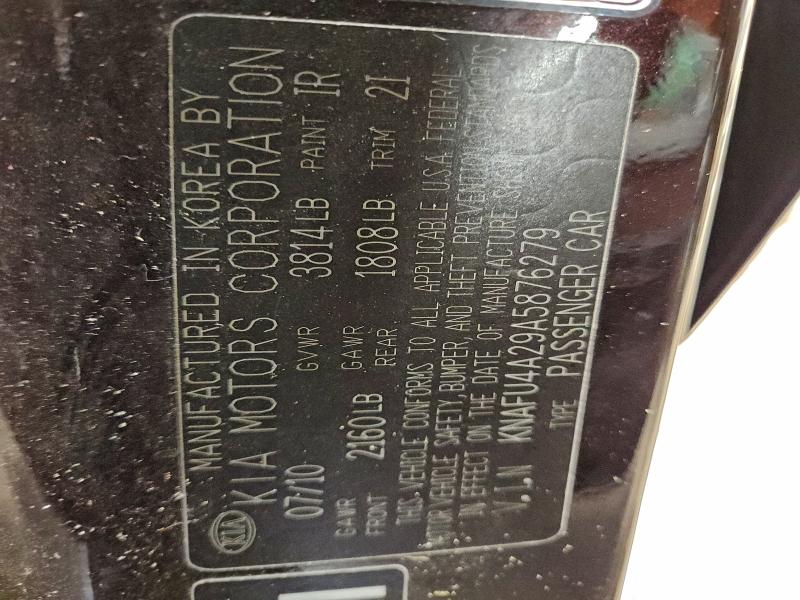 MANUFACTURED IN KOREA BY
KIA KIA MOTORS CORPORATION
07/10 GVWR 3814LB PAINT IR
GAWR FRONT 2160LB GAWR REAR. 1808LB TRIM 2I
THIS VEHICLE CONFORMS TO ALL APPLICABLE U.S.A. FEDERAL
MOTOR VEHICLE SAFETY, BUMPER, AND THEFT PREVENTION STANDARDS
IN EFFECT ON THE DATE OF MANUFACTURE
V.I.N KNAFU4A29A5876279
TYPE PASSENGER CAR